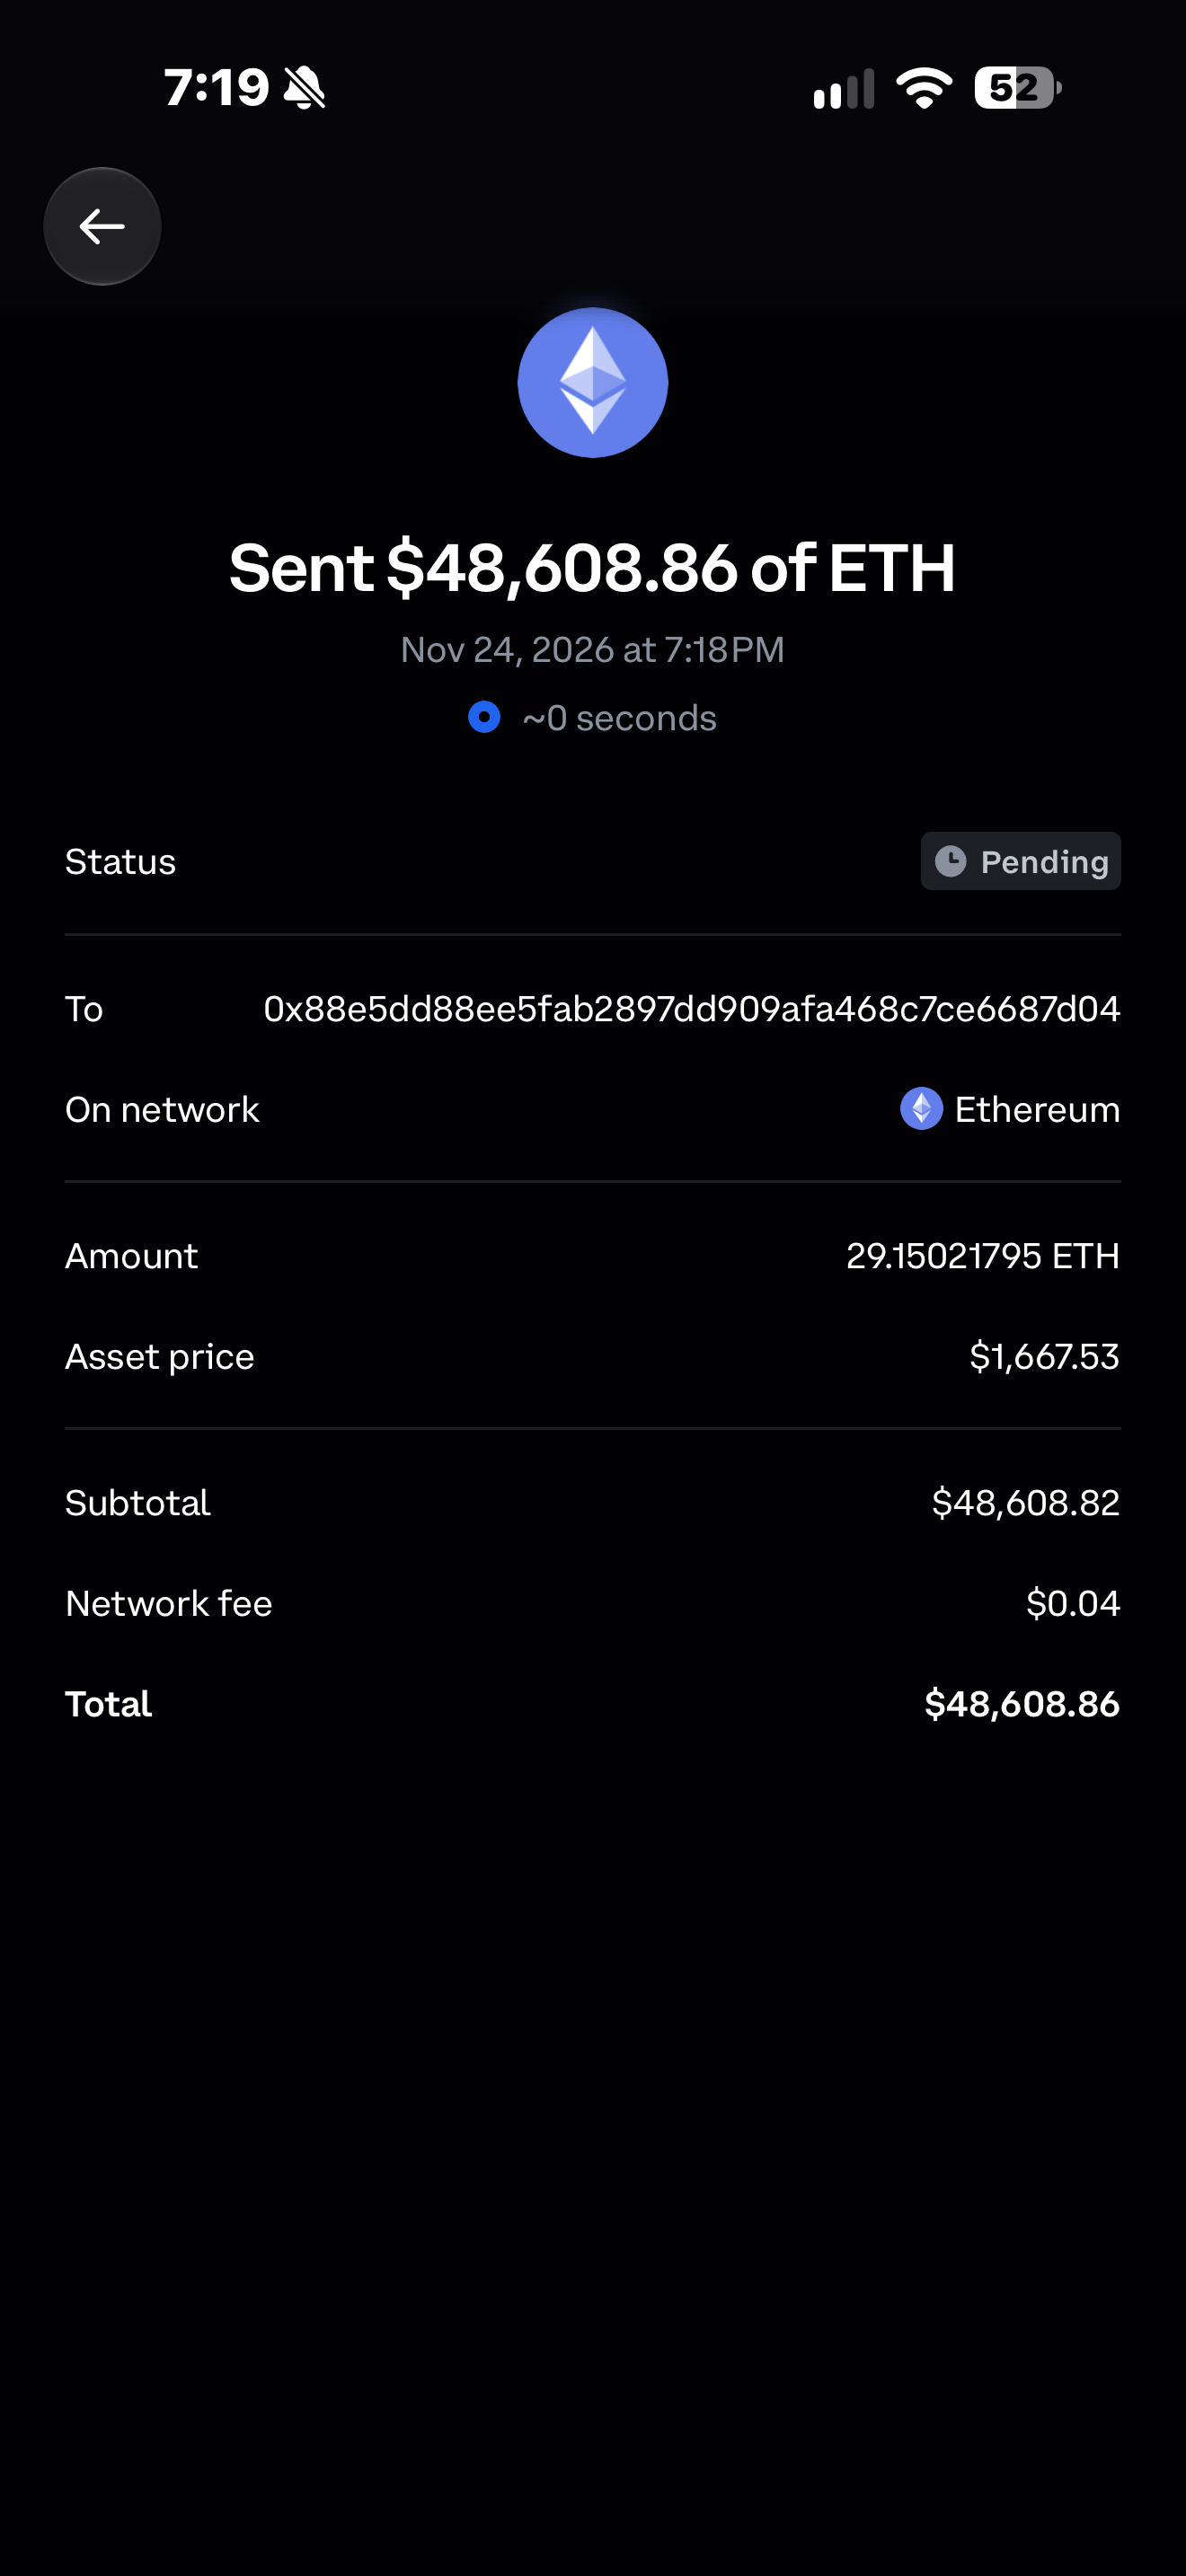 7:19
52
Sent $48,608.86 of ETH
Nov 24, 2026 at 7:18 PM
~0 seconds
Status Pending
To 0x88e5dd88ee5fab2897dd909afa468c7ce6687d04
On network Ethereum
Amount 29.15021795 ETH
Asset price $1,667.53
Subtotal $48,608.82
Network fee $0.04
Total $48,608.86